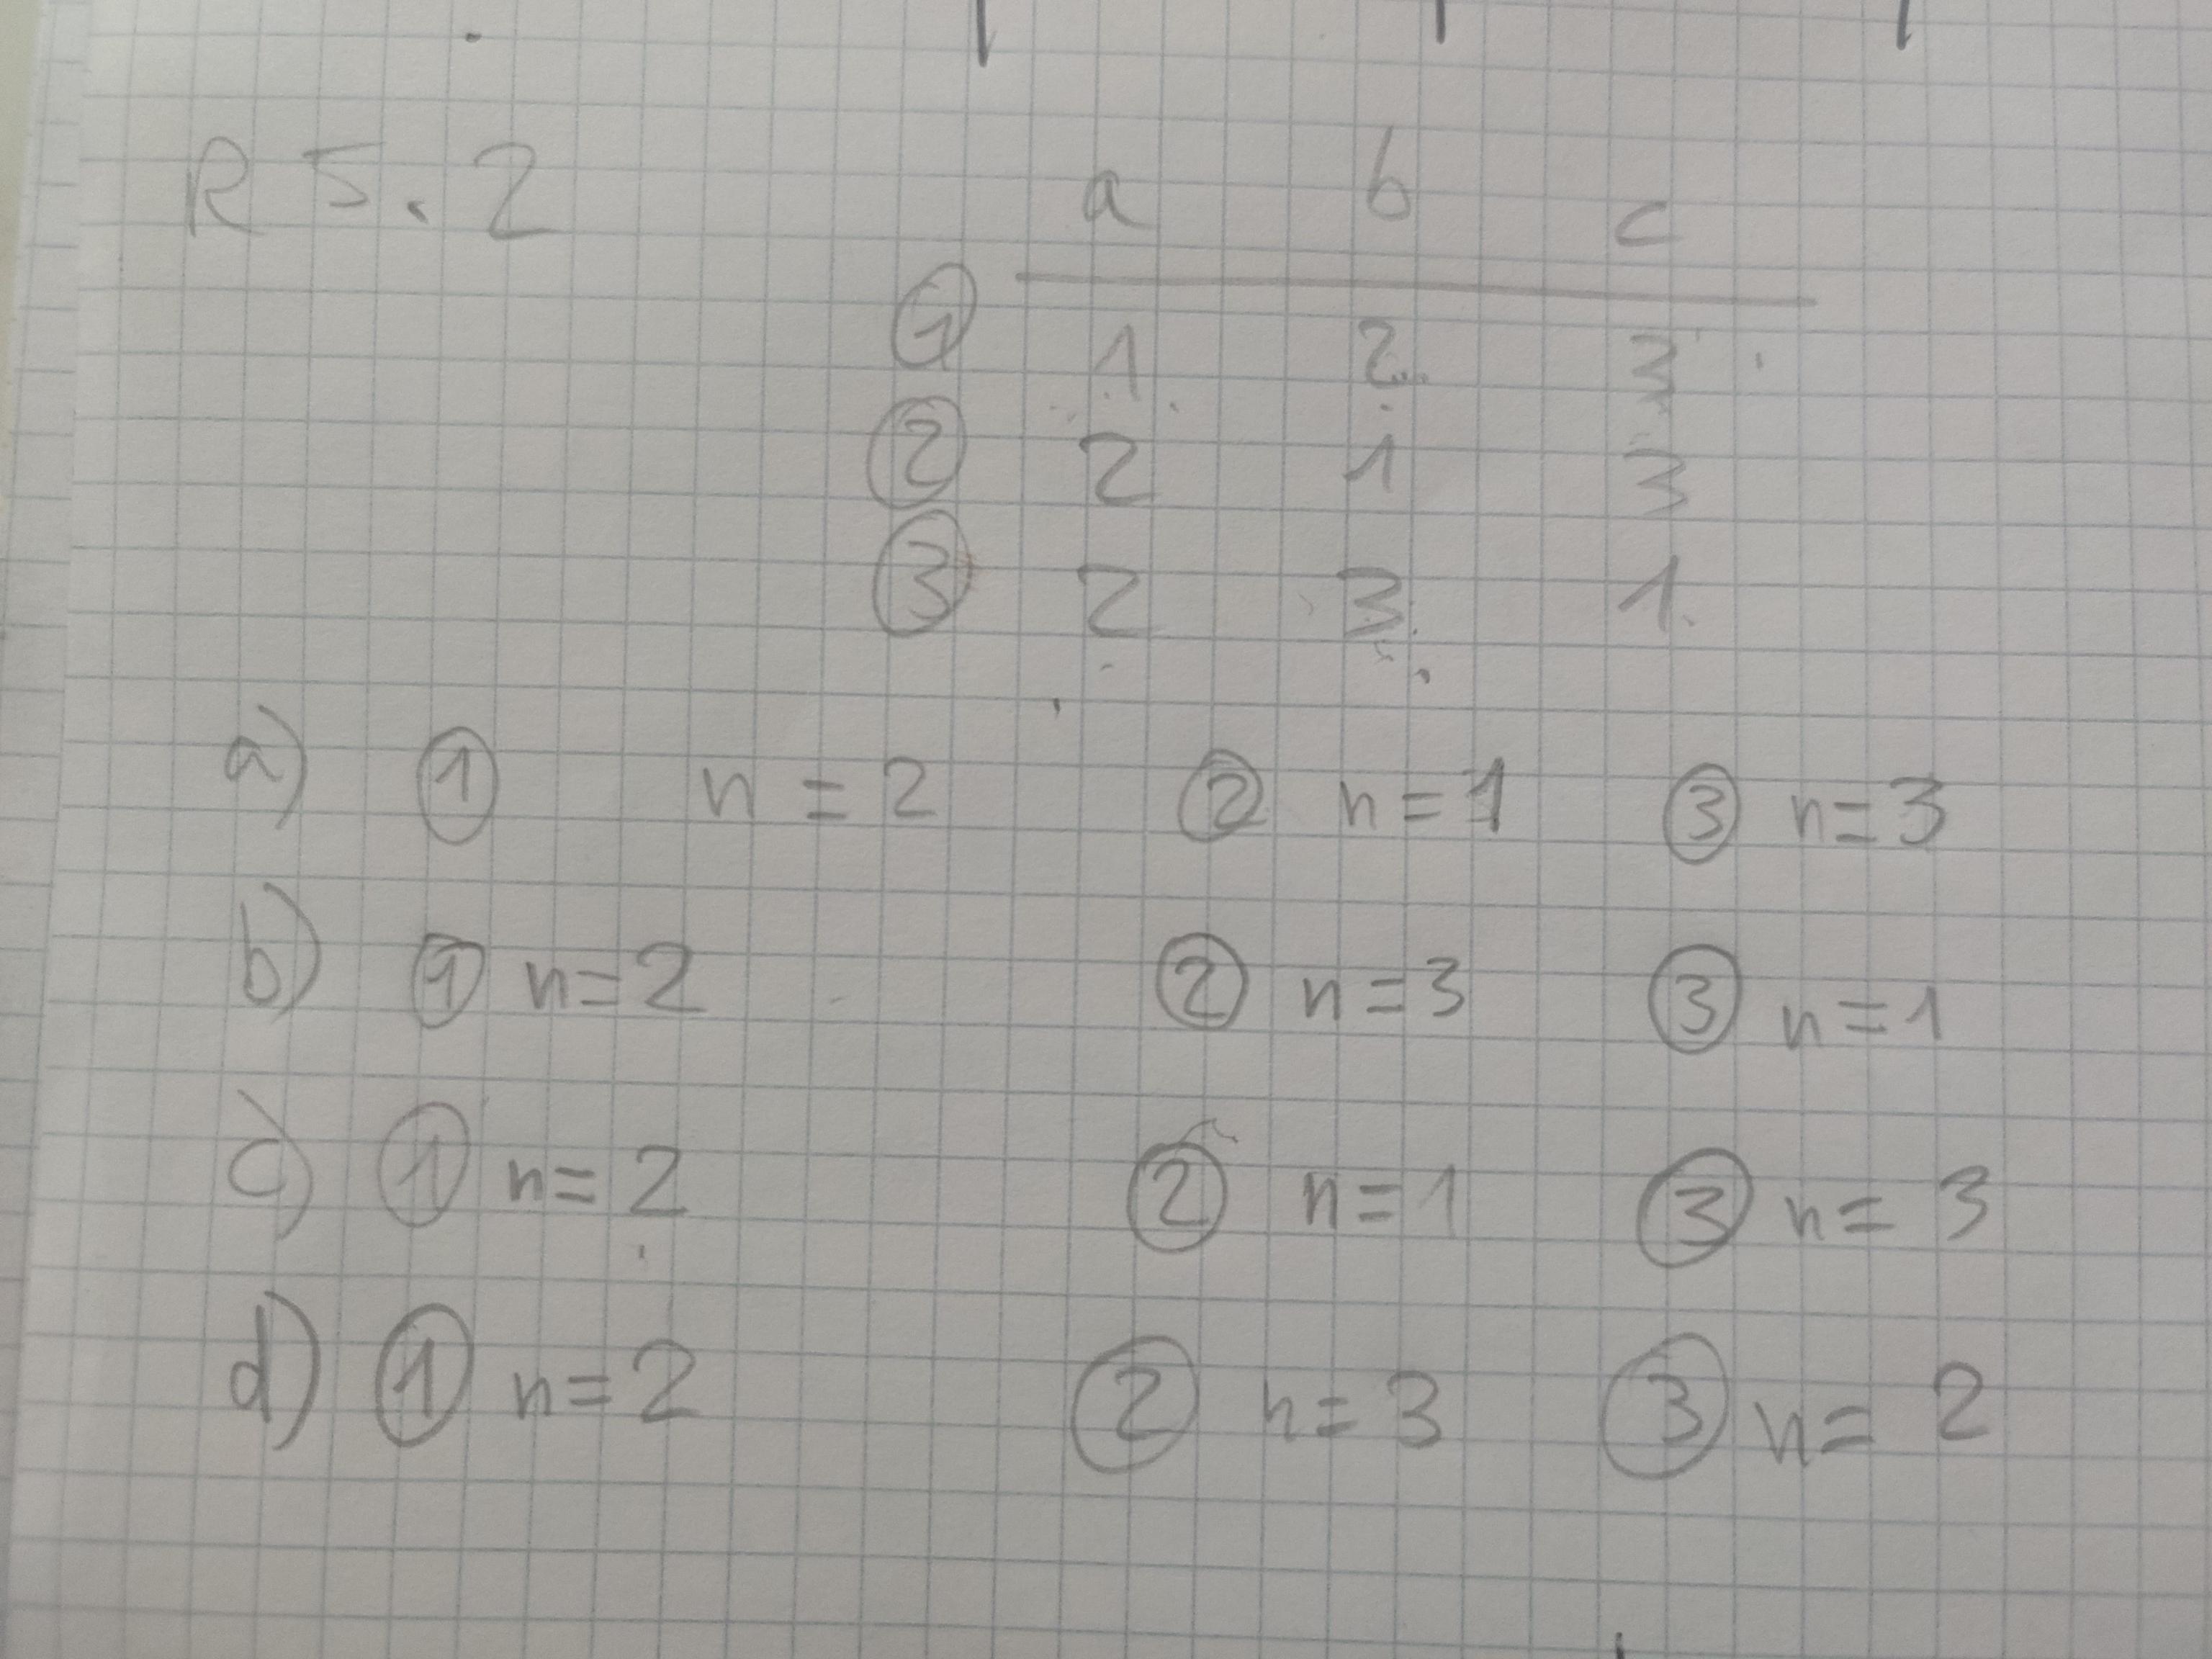 R 5.2
a b c
① 1 2 3
② 2 1 3
③ 2 3 1
a) ① n = 2 ② n = 1 ③ n = 3
b) ① n = 2 ② n = 3 ③ n = 1
c) ① n = 2 ② n = 1 ③ n = 3
d) ① n = 2 ② n = 3 ③ n = 2